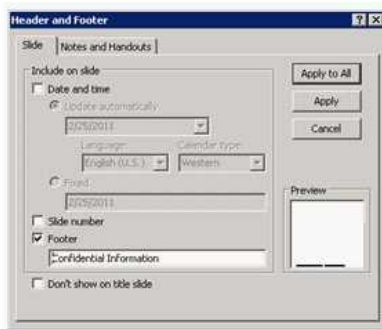 Header and Footer
Slide
Notes and Handouts
Include on slide
Date and time
Update automatically
2/25/2011
Language:
Calendar type:
English (U.S.)
Western
Fixed
2/25/2011
Slide number
Footer
Confidential Information
Don't show on title slide
Apply to All
Apply
Cancel
Preview